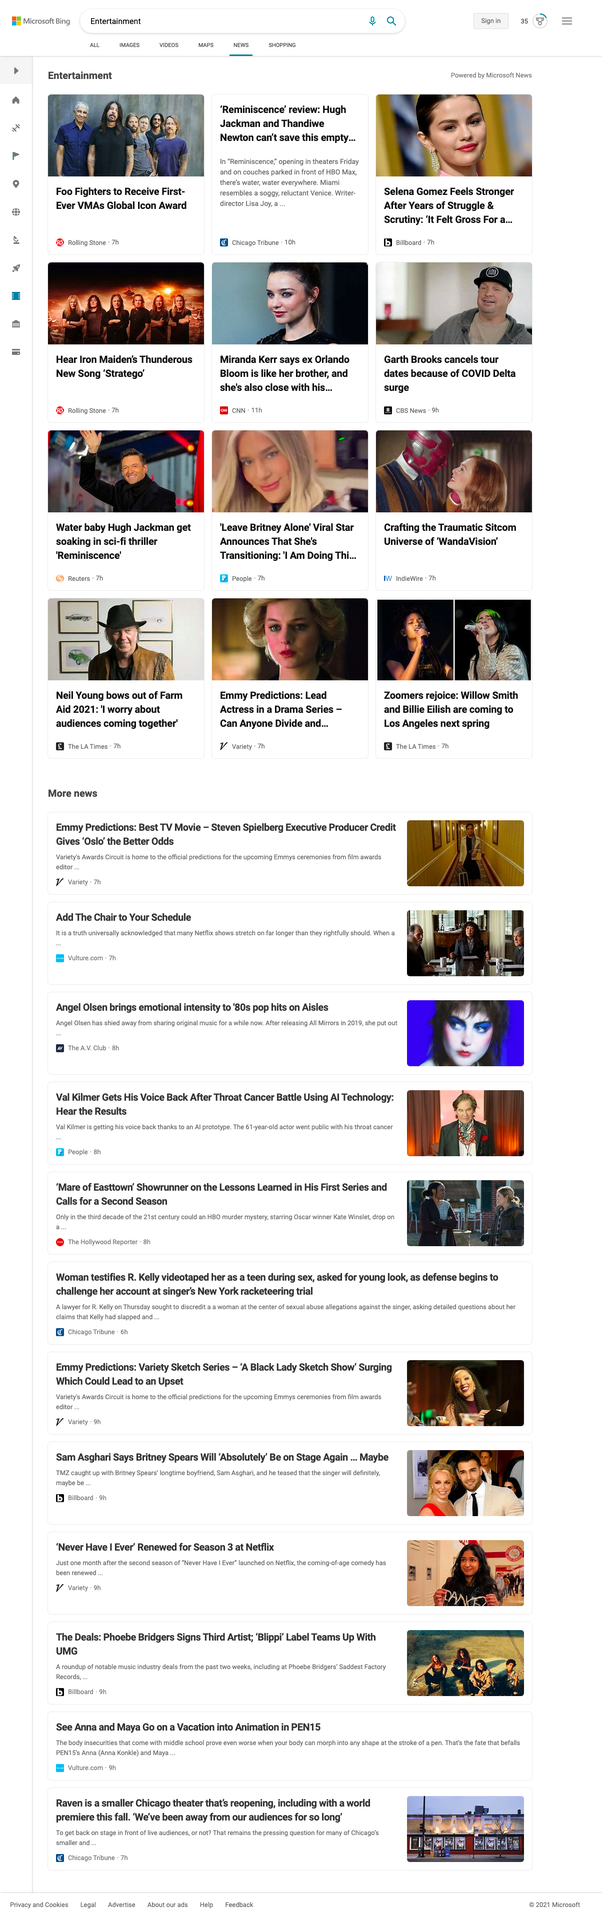 Microsoft Bing
Entertainment
Sign in
35
ALL
IMAGES
VIDEOS
MAPS
NEWS
SHOPPING
Entertainment
Powered by Microsoft News
Foo Fighters to Receive First-
Ever VMAs Global Icon Award
Rolling Stone · 7h
‘Reminiscence’ review: Hugh
Jackman and Thandiwe
Newton can’t save this empty...
In “Reminiscence,” opening in theaters Friday
and on couches parked in front of HBO Max,
there’s water, water everywhere. Miami
resembles a soggy, reluctant Venice. Writer-
director Lisa Joy, a ...
Chicago Tribune · 10h
Selena Gomez Feels Stronger
After Years of Struggle &
Scrutiny: ‘It Felt Gross For a...
Billboard · 7h
Hear Iron Maiden’s Thunderous
New Song ‘Stratego’
Rolling Stone · 7h
Miranda Kerr says ex Orlando
Bloom is like her brother, and
she's also close with his...
CNN · 11h
Garth Brooks cancels tour
dates because of COVID Delta
surge
CBS News · 9h
Water baby Hugh Jackman get
soaking in sci-fi thriller
'Reminiscence'
Reuters · 7h
'Leave Britney Alone' Viral Star
Announces That She's
Transitioning: 'I Am Doing Thi...
People · 7h
Crafting the Traumatic Sitcom
Universe of ‘WandaVision’
IndieWire · 7h
Neil Young bows out of Farm
Aid 2021: 'I worry about
audiences coming together'
The LA Times · 7h
Emmy Predictions: Lead
Actress in a Drama Series –
Can Anyone Divide and...
Variety · 7h
Zoomers rejoice: Willow Smith
and Billie Eilish are coming to
Los Angeles next spring
The LA Times · 7h
More news
Emmy Predictions: Best TV Movie – Steven Spielberg Executive Producer Credit
Gives ‘Oslo’ the Better Odds
Variety's Awards Circuit is home to the official predictions for the upcoming Emmys ceremonies from film awards
editor ...
Variety · 7h
Add The Chair to Your Schedule
It is a truth universally acknowledged that many Netflix shows stretch on far longer than they rightfully should. When a
...
Vulture.com · 7h
Angel Olsen brings emotional intensity to '80s pop hits on Aisles
Angel Olsen has shied away from sharing original music for a while now. After releasing All Mirrors in 2019, she put out
...
The A.V. Club · 8h
Val Kilmer Gets His Voice Back After Throat Cancer Battle Using AI Technology:
Hear the Results
Val Kilmer is getting his voice back thanks to an AI prototype. The 61-year-old actor went public with his throat cancer
...
People · 8h
‘Mare of Easttown’ Showrunner on the Lessons Learned in His First Series and
Calls for a Second Season
Only in the third decade of the 21st century could an HBO murder mystery, starring Oscar winner Kate Winslet, drop on
a ...
The Hollywood Reporter · 8h
Woman testifies R. Kelly videotaped her as a teen during sex, asked for young look, as defense begins to
challenge her account at singer’s New York racketeering trial
A lawyer for R. Kelly on Thursday sought to discredit a a woman at the center of sexual abuse allegations against the singer, asking detailed questions about her
claims that Kelly had slapped and ...
Chicago Tribune · 6h
Emmy Predictions: Variety Sketch Series – ‘A Black Lady Sketch Show’ Surging
Which Could Lead to an Upset
Variety's Awards Circuit is home to the official predictions for the upcoming Emmys ceremonies from film awards
editor ...
Variety · 9h
Sam Asghari Says Britney Spears Will ‘Absolutely’ Be on Stage Again ... Maybe
TMZ caught up with Britney Spears' longtime boyfriend, Sam Asghari, and he teased that the singer will definitely,
maybe be ...
Billboard · 9h
‘Never Have I Ever’ Renewed for Season 3 at Netflix
Just one month after the second season of “Never Have I Ever” launched on Netflix, the coming-of-age comedy has
been renewed ...
Variety · 9h
The Deals: Phoebe Bridgers Signs Third Artist; ‘Blippi’ Label Teams Up With
UMG
A roundup of notable music industry deals from the past two weeks, including at Phoebe Bridgers’ Saddest Factory
Records, ...
Billboard · 9h
See Anna and Maya Go on a Vacation into Animation in PEN15
The body insecurities that come with middle school prove even worse when your body can morph into any shape at the stroke of a pen. That’s the fate that befalls
PEN15’s Anna (Anna Konkle) and Maya ...
Vulture.com · 9h
Raven is a smaller Chicago theater that’s reopening, including with a world
premiere this fall. ‘We’ve been away from our audiences for so long’
To get back on stage in front of live audiences, or not? That remains the pressing question for many of Chicago’s
smaller and ...
Chicago Tribune · 7h
RAVEN
Privacy and Cookies
Legal
Advertise
About our ads
Help
Feedback
© 2021 Microsoft